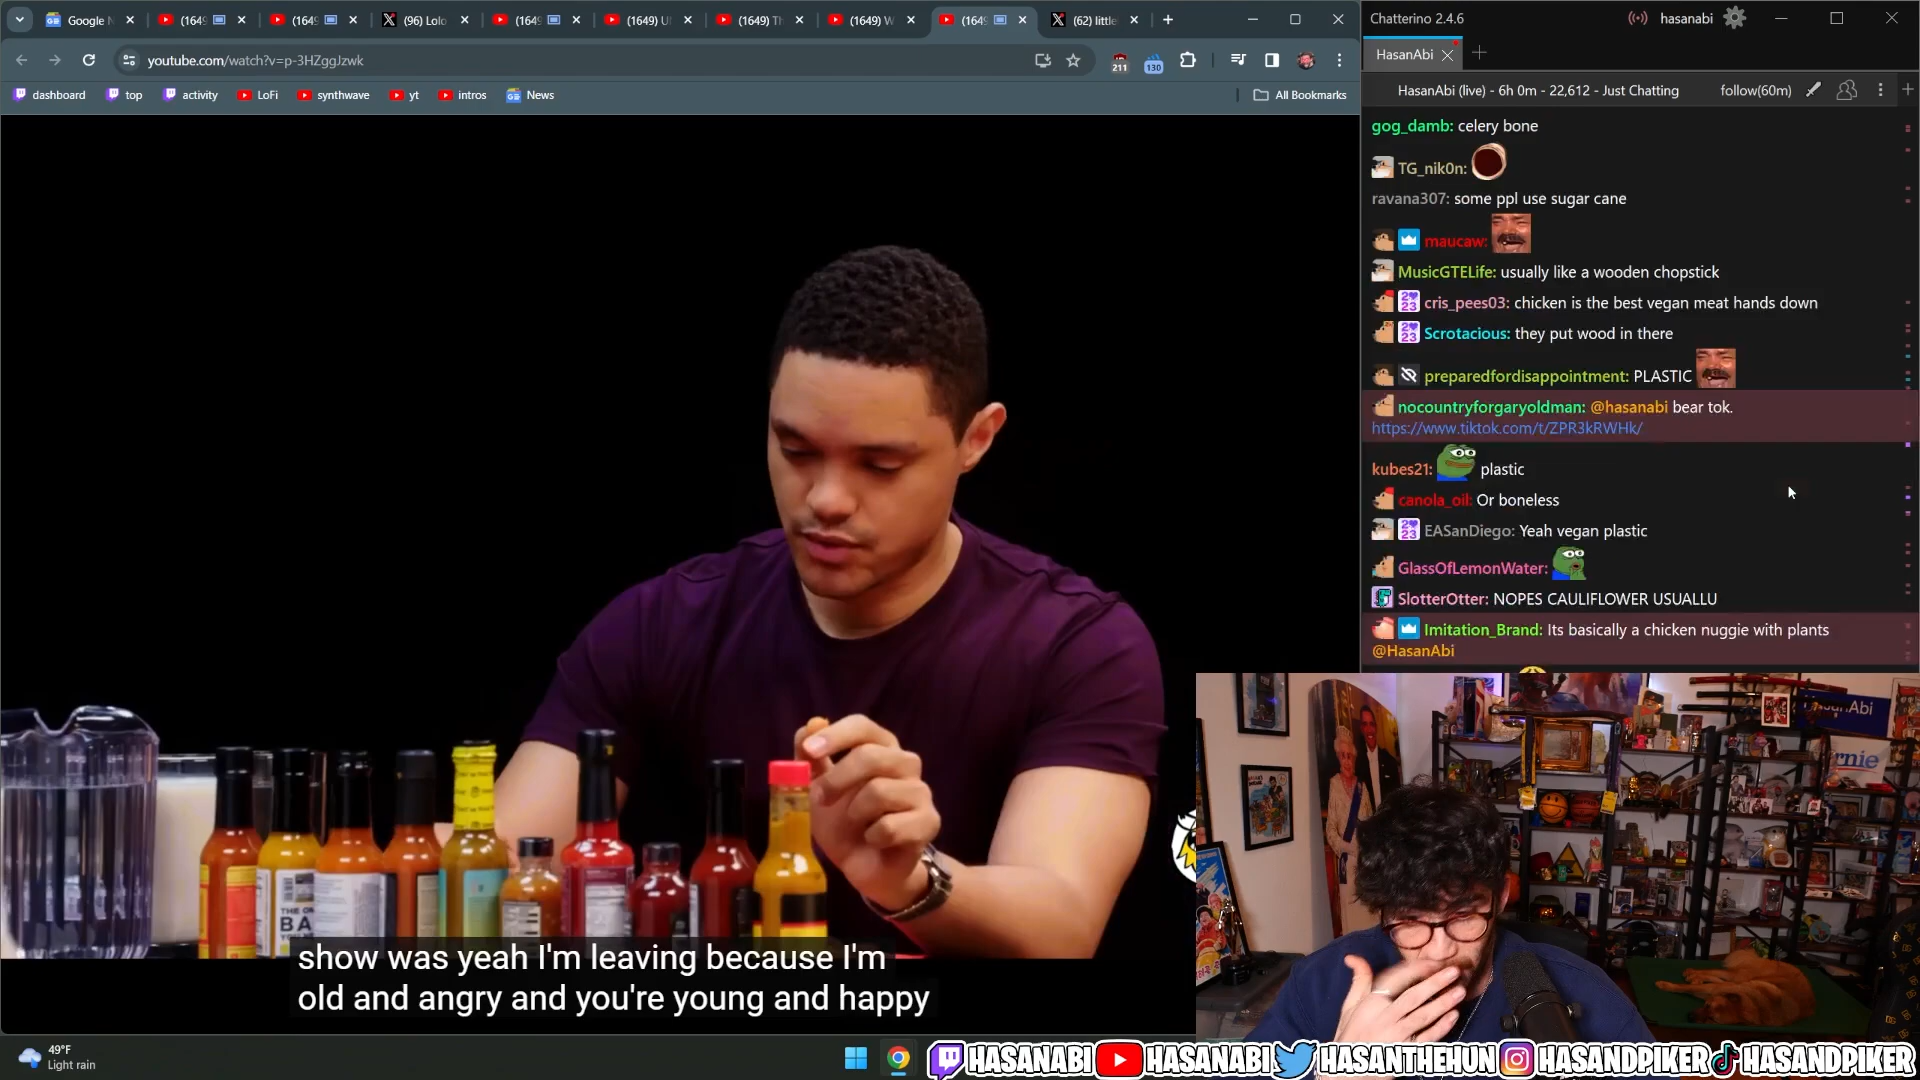 Google N
(1649
(1649
(96) Lolo
(1649
(1649) U
(1649) Th
(1649) W
(1649
(62) little
Chatterino 2.4.6
hasanabi
HasanAbi
youtube.com/watch?v=p-3HZggJzwk
211
130
dashboard
top
activity
LoFi
synthwave
yt
intros
News
All Bookmarks
HasanAbi (live) - 6h 0m - 22,612 - Just Chatting
follow(60m)
gog_damb: celery bone
TG_nik0n:
ravana307: some ppl use sugar cane
maucaw:
MusicGTELife: usually like a wooden chopstick
cris_pees03: chicken is the best vegan meat hands down
Scrotacious: they put wood in there
preparedfordisappointment: PLASTIC
nocountryforgaryoldman: @hasanabi bear tok.
https://www.tiktok.com/t/ZPR3kRWHk/
kubes21: plastic
canola_oil: Or boneless
EASanDiego: Yeah vegan plastic
GlassOfLemonWater:
SlotterOtter: NOPES CAULIFLOWER USUALLU
Imitation_Brand: Its basically a chicken nuggie with plants
@HasanAbi
show was yeah I'm leaving because I'm
old and angry and you're young and happy
49°F
Light rain
HASANABI
HASANABI
HASANTHEHUN
HASANDPIKER
HASANDPIKER